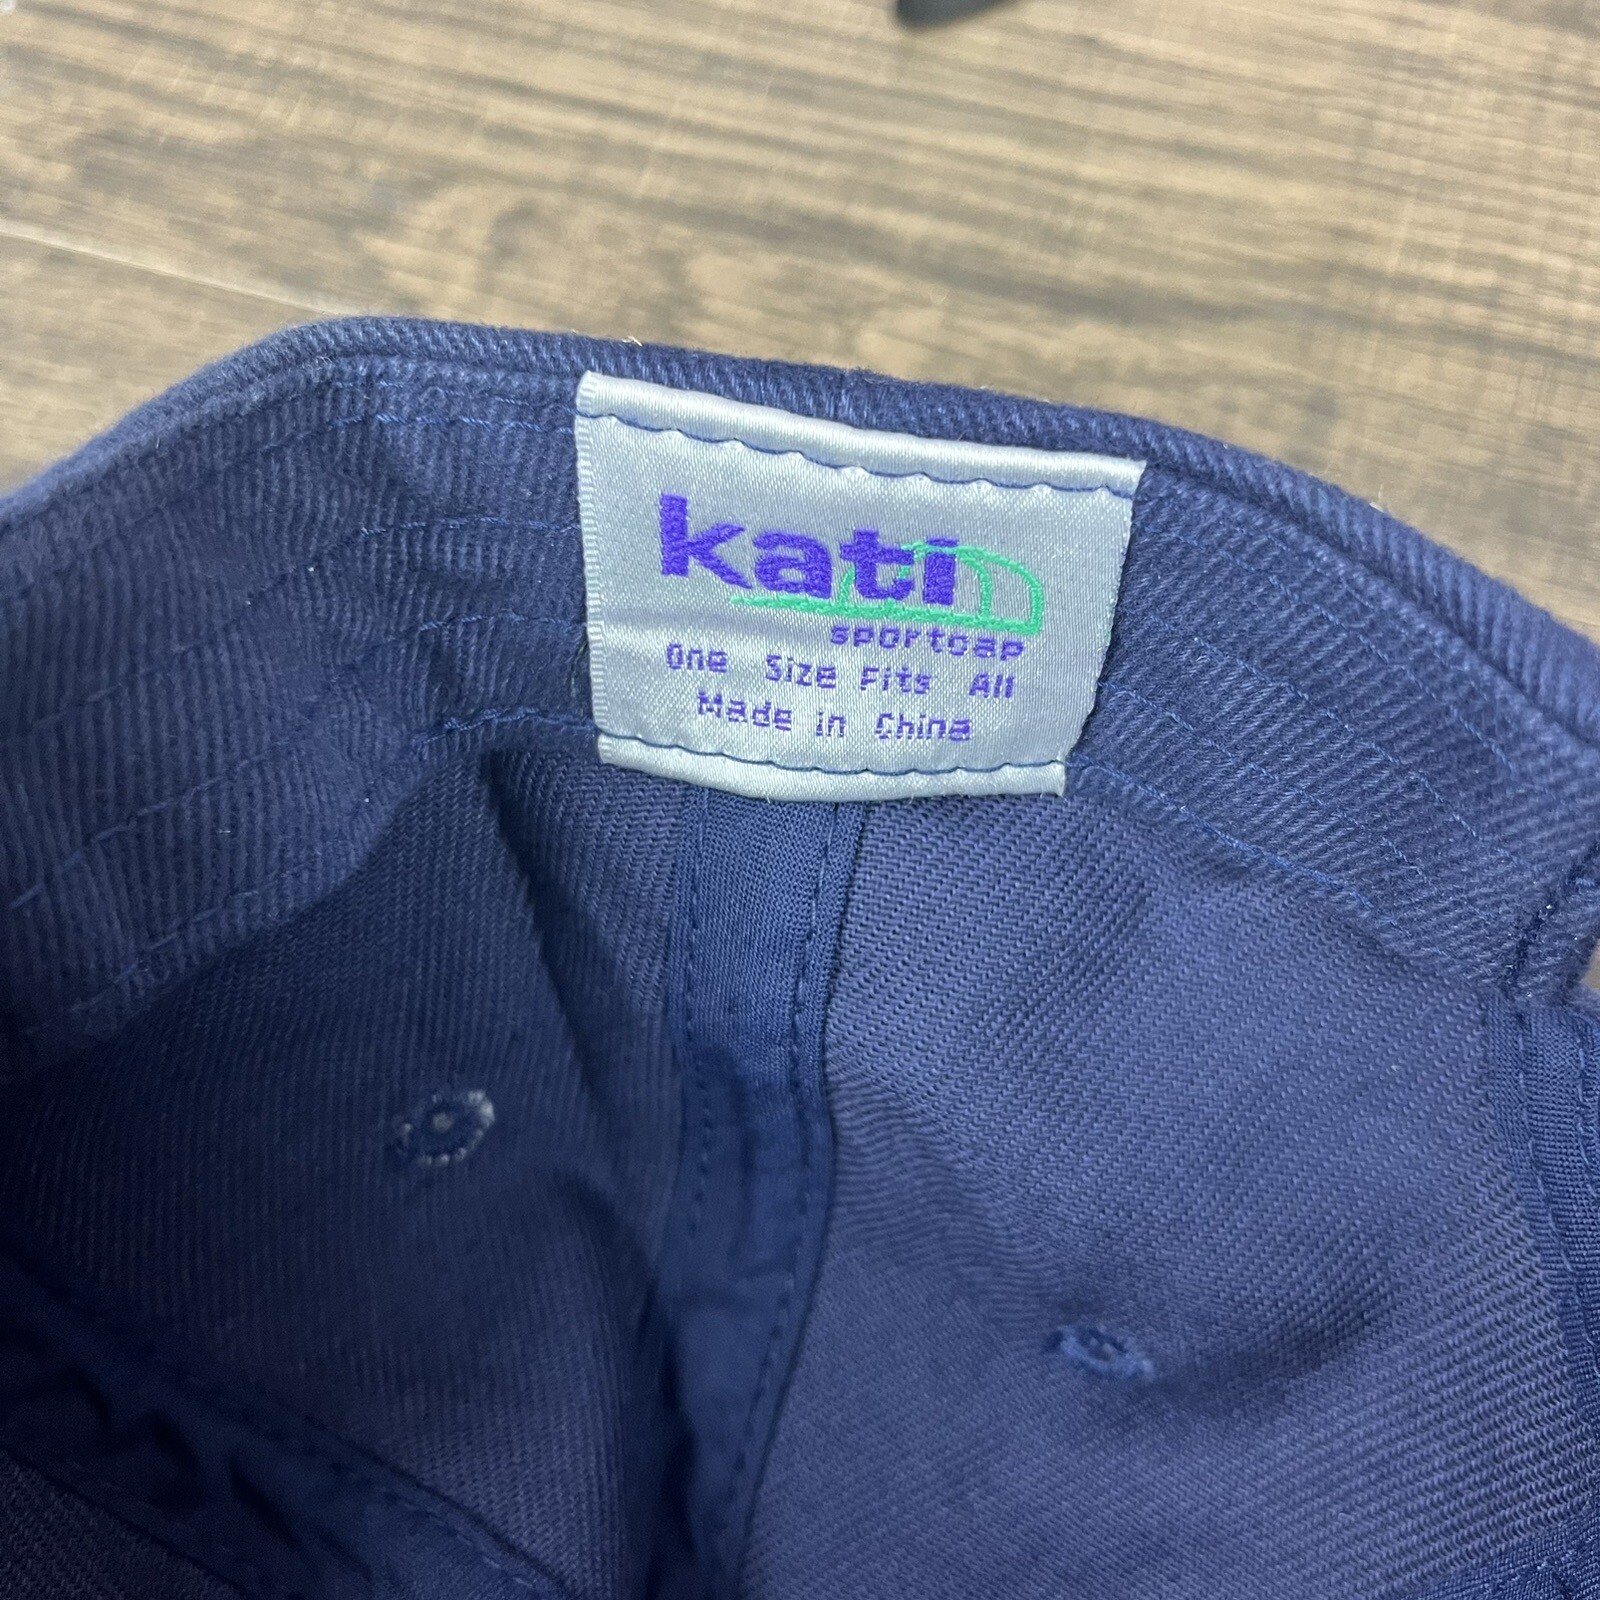 kati
sportcap
One Size Fits All
Made in China